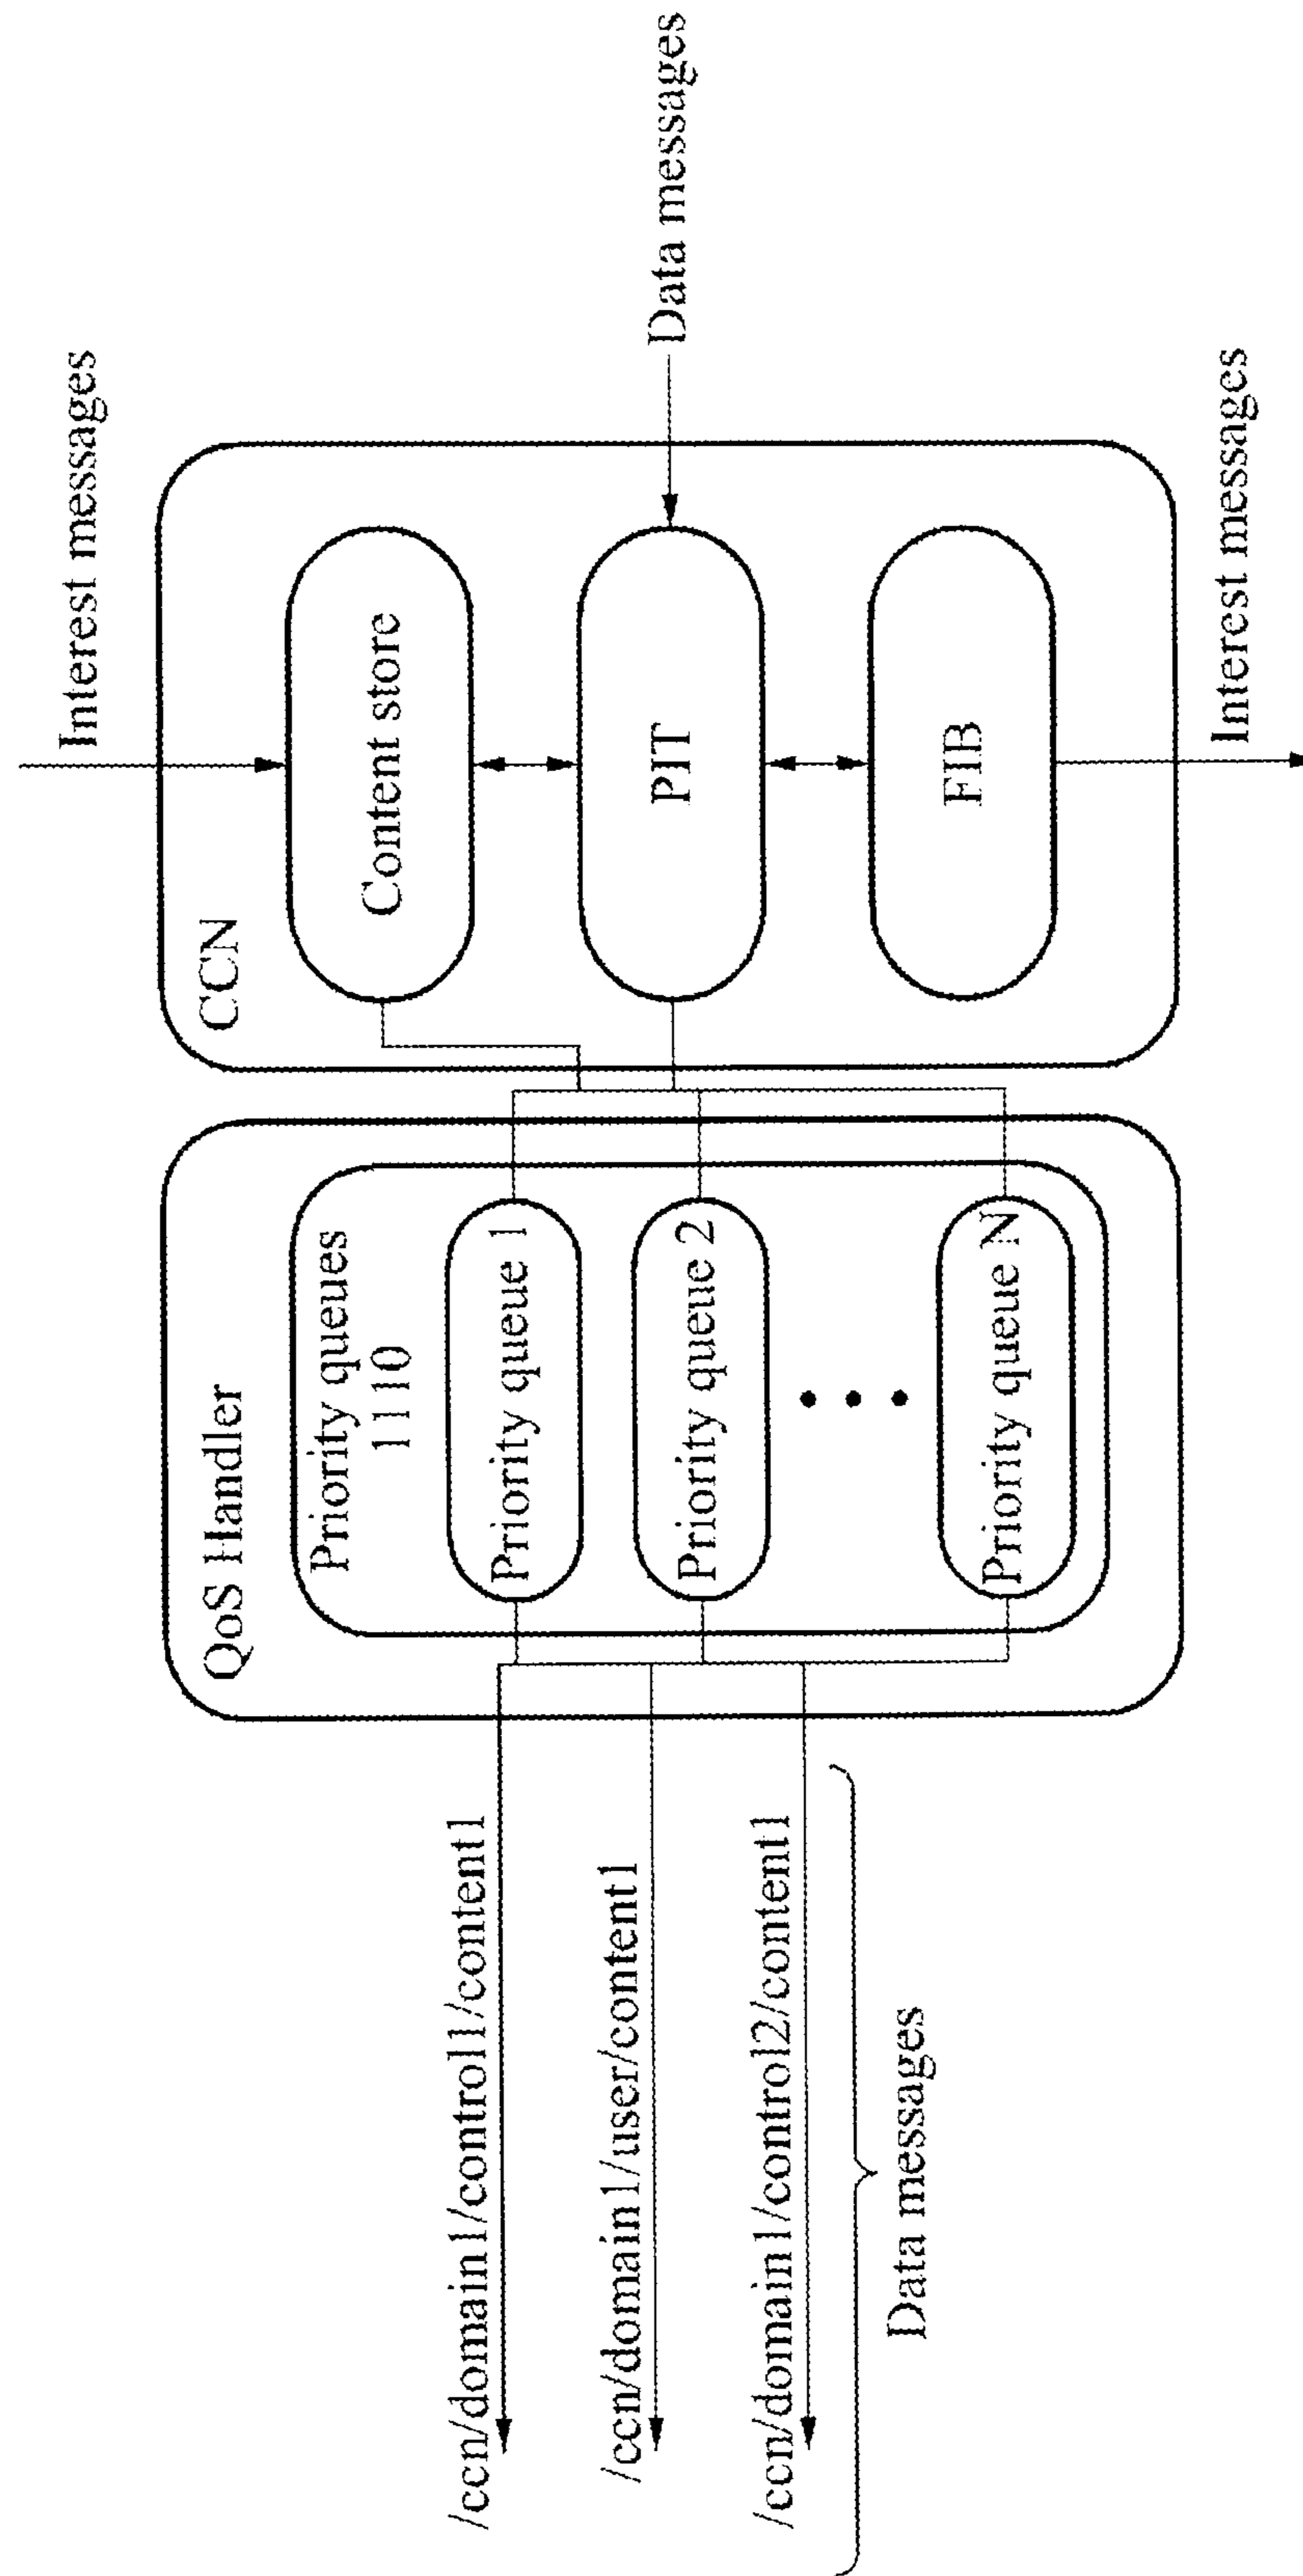 /ccn/domain1/control1/content1
/ccn/domain1/user/content1
/ccn/domain1/control2/content1
Data messages
QoS Handler
Priority queues
1110
Priority queue 1
Priority queue 2
Priority queue N
CCN
Content store
PIT
FIB
Interest messages
Data messages
Interest messages